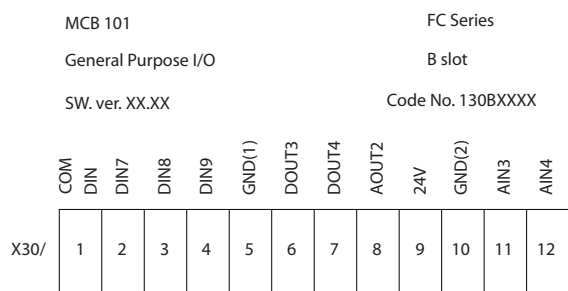 MCB 101
FC Series
General Purpose I/O
B slot
SW. ver. XX.XX
Code No. 130BXXXX
COM
DIN
DIN7
DIN8
DIN9
GND(1)
DOUT3
DOUT4
AOUT2
24V
GND(2)
AIN3
AIN4
X30/ 1 2 3 4 5 6 7 8 9 10 11 12